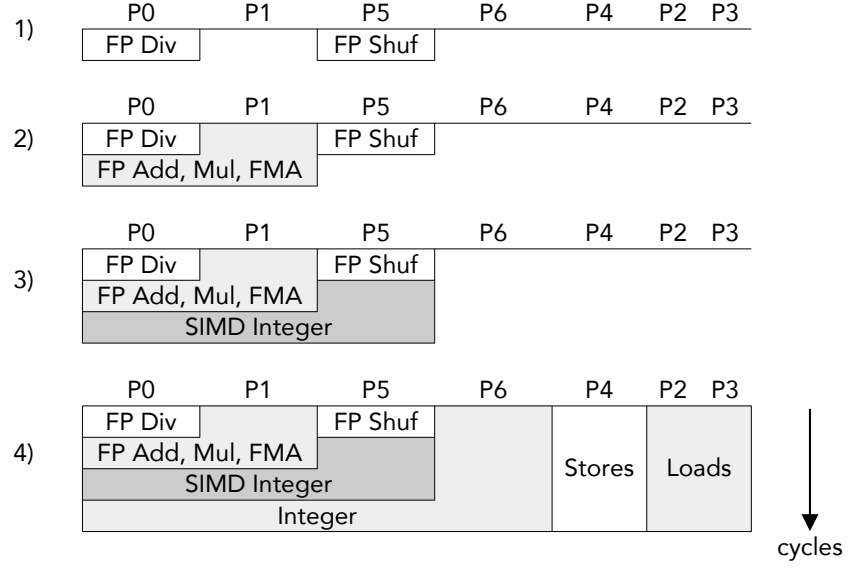 P0 P1 P5 P6 P4 P2 P3
1)
FP Div FP Shuf
P0 P1 P5 P6 P4 P2 P3
2)
FP Div FP Shuf
FP Add, Mul, FMA
P0 P1 P5 P6 P4 P2 P3
3)
FP Div FP Shuf
FP Add, Mul, FMA
SIMD Integer
P0 P1 P5 P6 P4 P2 P3
4)
FP Div FP Shuf
FP Add, Mul, FMA
Stores Loads
SIMD Integer
Integer
cycles